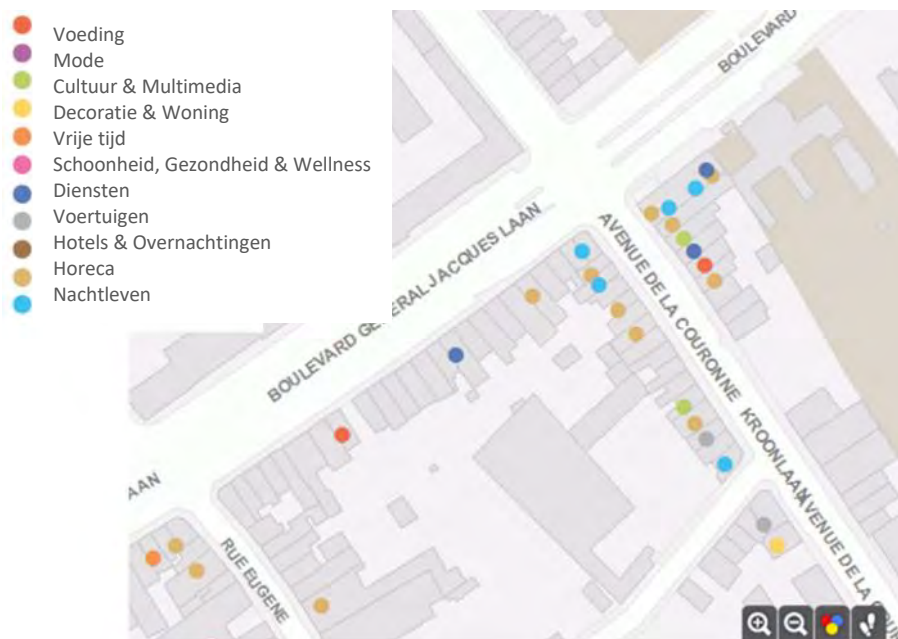 Voeding
Mode
Cultuur & Multimedia
Decoratie & Woning
Vrije tijd
Schoonheid, Gezondheid & Wellness
Diensten
Voertuigen
Hotels & Overnachtingen
Horeca
Nachtleven
BOULEVARD
BOULEVARD GENERAL JACQUES LAAN
AVENUE DE LA COURONNE KROONLAAN
AVENUE DE LA
AAN
RUE EUGENE